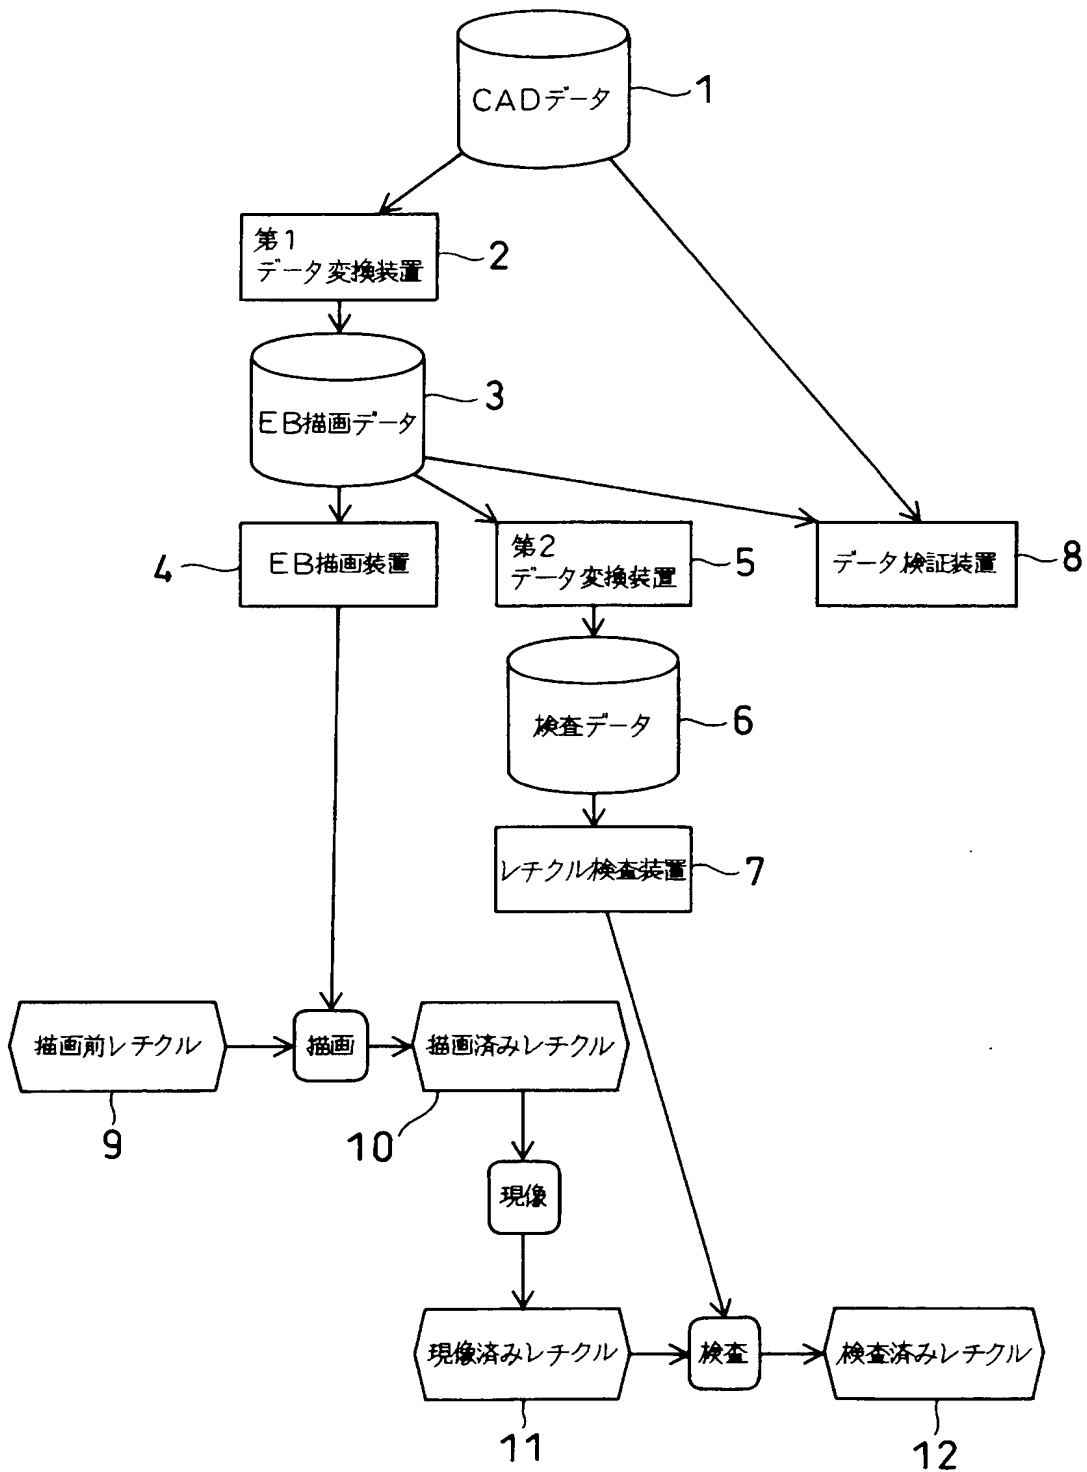 CADデータ
1
第1
データ変換装置
2
EB描画データ
3
4
EB描画装置
第2
データ変換装置
5
データ検証装置
8
検査データ
6
レチクル検査装置
7
描画前レチクル
描画
描画済みレチクル
9
10
現像
現像済みレチクル
検査
検査済みレチクル
11
12